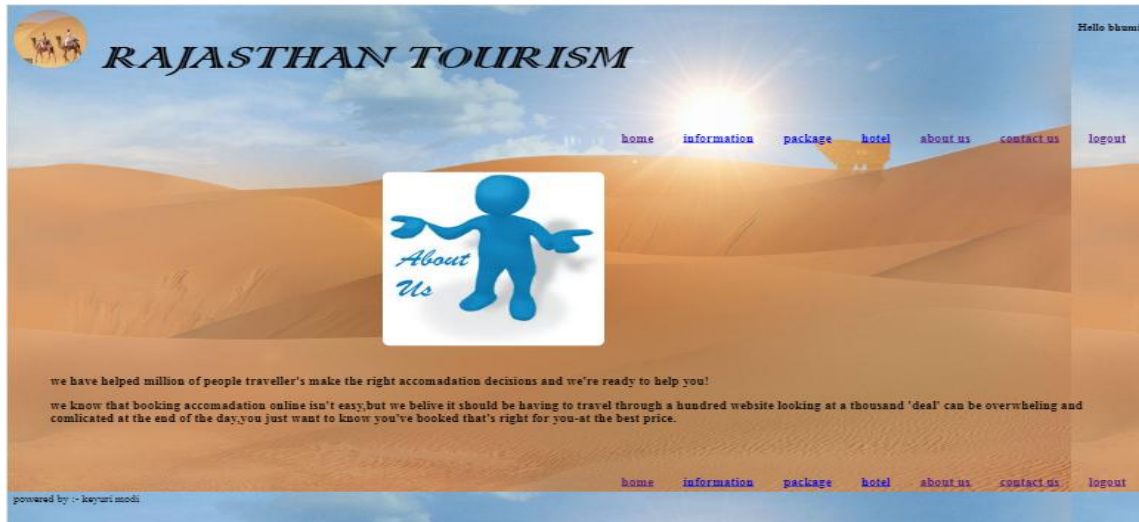 Hello bhumi
RAJASTHAN TOURISM
home information package hotel about us contact us logout
About
Us
we have helped million of people traveller's make the right accomadation decisions and we're ready to help you!
we know that booking accomadation online isn't easy,but we belive it should be having to travel through a hundred website looking at a thousand 'deal' can be overwheling and
comlicated at the end of the day,you just want to know you've booked that's right for you-at the best price.
home information package hotel about us contact us logout
powered by :- keyuri modi